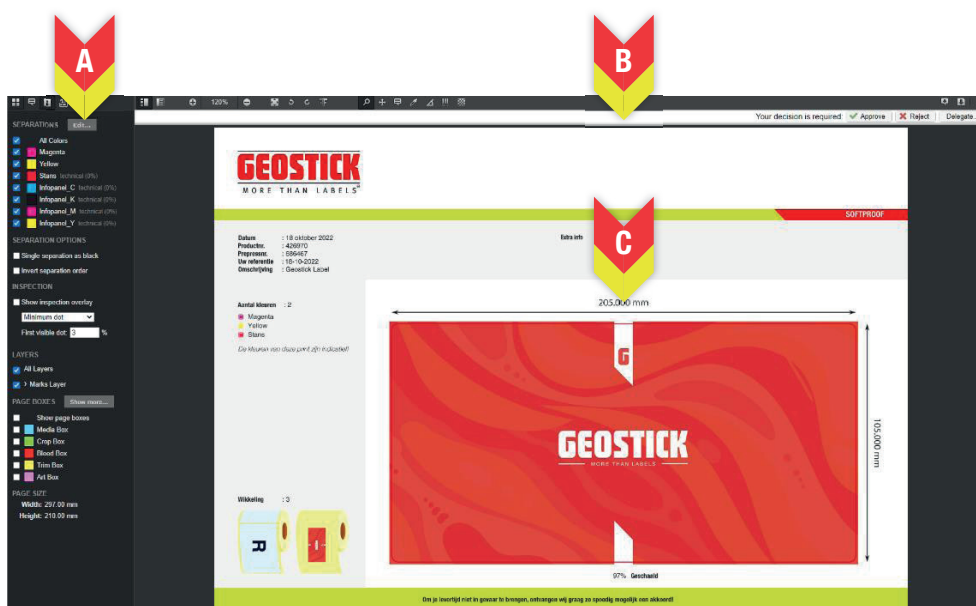 A
B
C
120%
Your decision is required: Approve Reject Delegate...
SEPARATIONS Edit...
All Colors
Magenta
Yellow
Stans technical (0%)
Infopanel_C technical (0%)
Infopanel_K technical (0%)
Infopanel_M technical (0%)
Infopanel_Y technical (0%)
SEPARATION OPTIONS
Single separation as black
Invert separation order
INSPECTION
Show inspection overlay
Minimum dot
First visible dot: 3 %
LAYERS
All Layers
> Marks Layer
PAGE BOXES Show more...
Show page boxes
Media Box
Crop Box
Bleed Box
Trim Box
Art Box
PAGE SIZE
Width: 297.00 mm
Height: 210.00 mm
GEOSTICK
MORE THAN LABELS
SOFTPROOF
Datum : 18 oktober 2022
Productnr. : 426970
Prepressnr. : 686467
Uw referentie : 18-10-2022
Omschrijving : Geostick Label
Extra info
Aantal kleuren : 2
Magenta
Yellow
Stans
De kleuren van deze print zijn indicatief!
205.000 mm
G
GEOSTICK
MORE THAN LABELS
105.000 mm
Wikkeling : 3
R
97% Geschaald
Om je levertijd niet in gevaar te brengen, ontvangen wij graag zo spoedig mogelijk een akkoord!